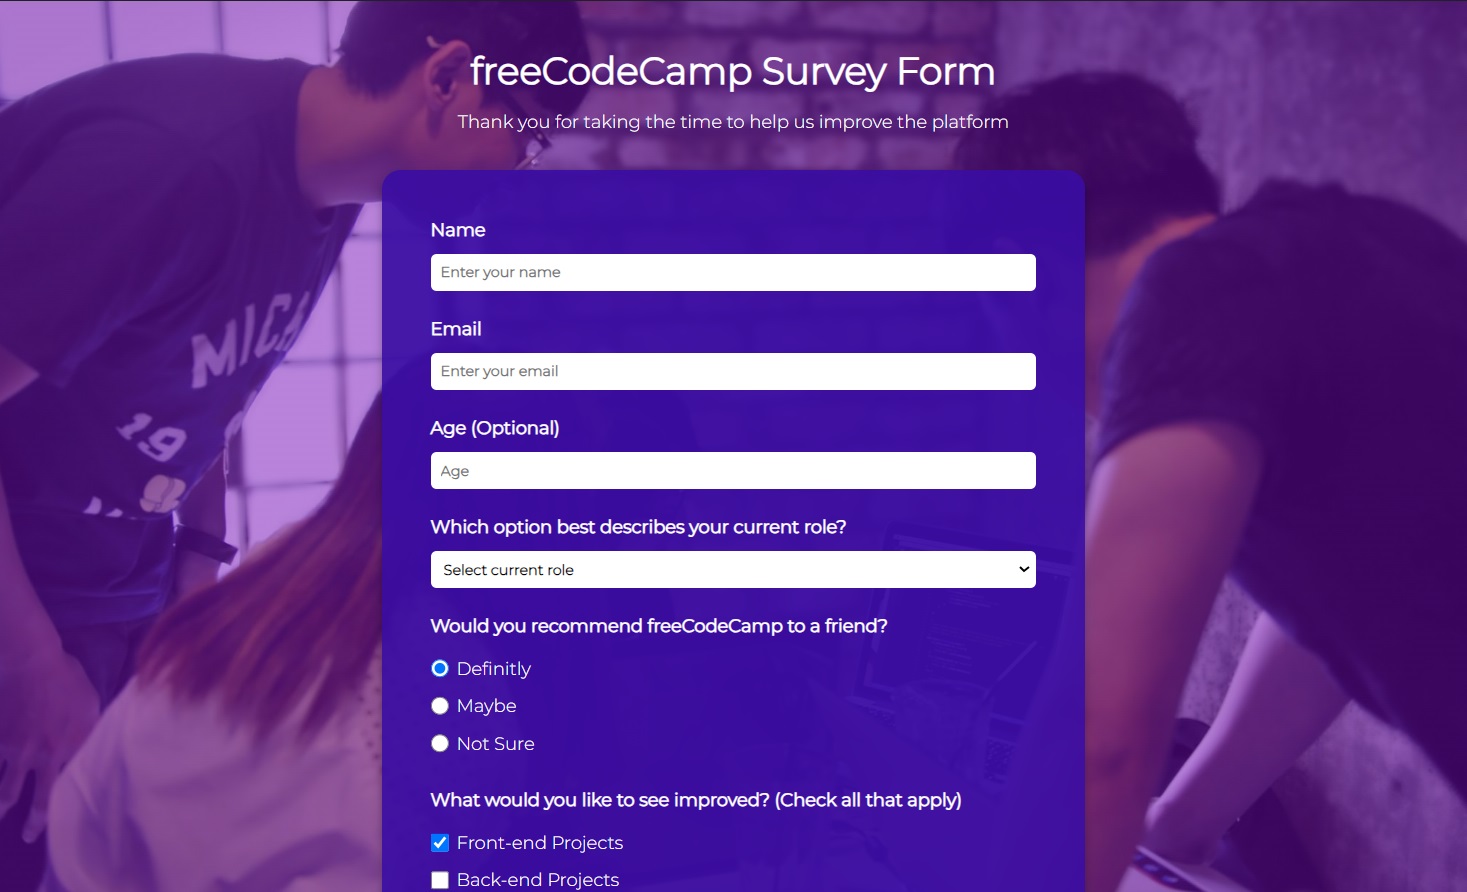 freeCodeCamp Survey Form
Thank you for taking the time to help us improve the platform
Name
Enter your name
Email
Enter your email
Age (Optional)
Age
Which option best describes your current role?
Select current role
Would you recommend freeCodeCamp to a friend?
Definitly
Maybe
Not Sure
What would you like to see improved? (Check all that apply)
Front-end Projects
Back-end Projects
MICH
19